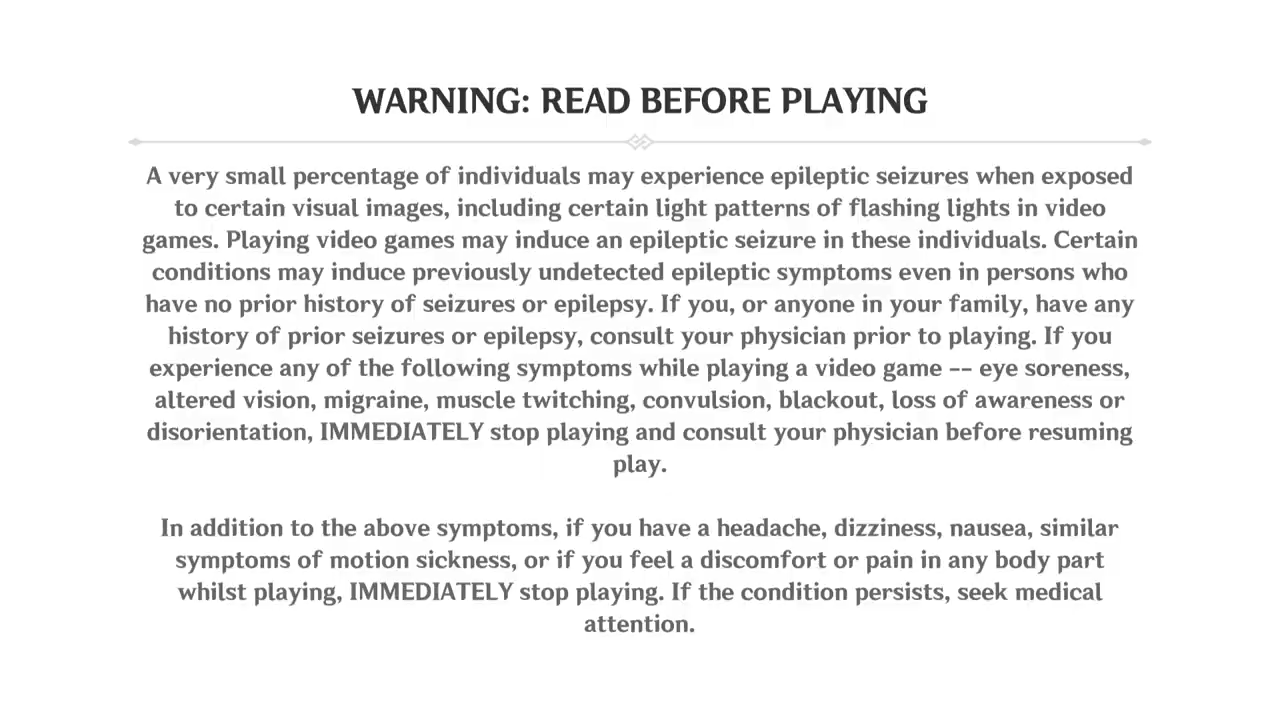 WARNING: READ BEFORE PLAYING
A very small percentage of individuals may experience epileptic seizures when exposed
to certain visual images, including certain light patterns of flashing lights in video
games. Playing video games may induce an epileptic seizure in these individuals. Certain
conditions may induce previously undetected epileptic symptoms even in persons who
have no prior history of seizures or epilepsy. If you, or anyone in your family, have any
history of prior seizures or epilepsy, consult your physician prior to playing. If you
experience any of the following symptoms while playing a video game -- eye soreness,
altered vision, migraine, muscle twitching, convulsion, blackout, loss of awareness or
disorientation, IMMEDIATELY stop playing and consult your physician before resuming
play.
In addition to the above symptoms, if you have a headache, dizziness, nausea, similar
symptoms of motion sickness, or if you feel a discomfort or pain in any body part
whilst playing, IMMEDIATELY stop playing. If the condition persists, seek medical
attention.